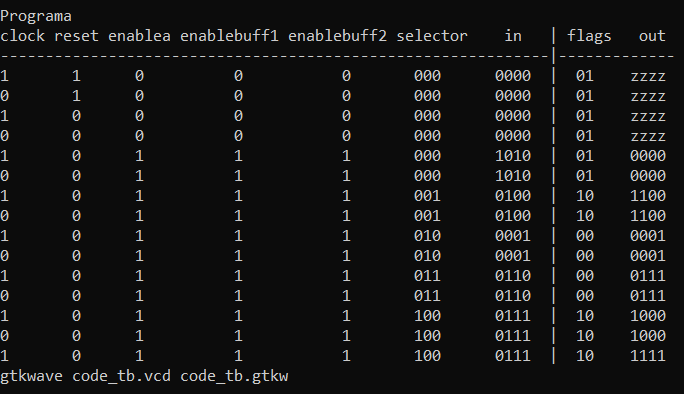 Programa
clock reset enablea enablebuff1 enablebuff2 selector    in   | flags   out
-------------------------------------------------------------|-------------
1       1      0          0           0       000      0000  |  01    zzzz
0       1      0          0           0       000      0000  |  01    zzzz
1       0      0          0           0       000      0000  |  01    zzzz
0       0      0          0           0       000      0000  |  01    zzzz
1       0      1          1           1       000      1010  |  01    0000
0       0      1          1           1       000      1010  |  01    0000
1       0      1          1           1       001      0100  |  10    1100
0       0      1          1           1       001      0100  |  10    1100
1       0      1          1           1       010      0001  |  00    0001
0       0      1          1           1       010      0001  |  00    0001
1       0      1          1           1       011      0110  |  00    0111
0       0      1          1           1       011      0110  |  00    0111
1       0      1          1           1       100      0111  |  10    1000
0       0      1          1           1       100      0111  |  10    1000
1       0      1          1           1       100      0111  |  10    1111
gtkwave code_tb.vcd code_tb.gtkw